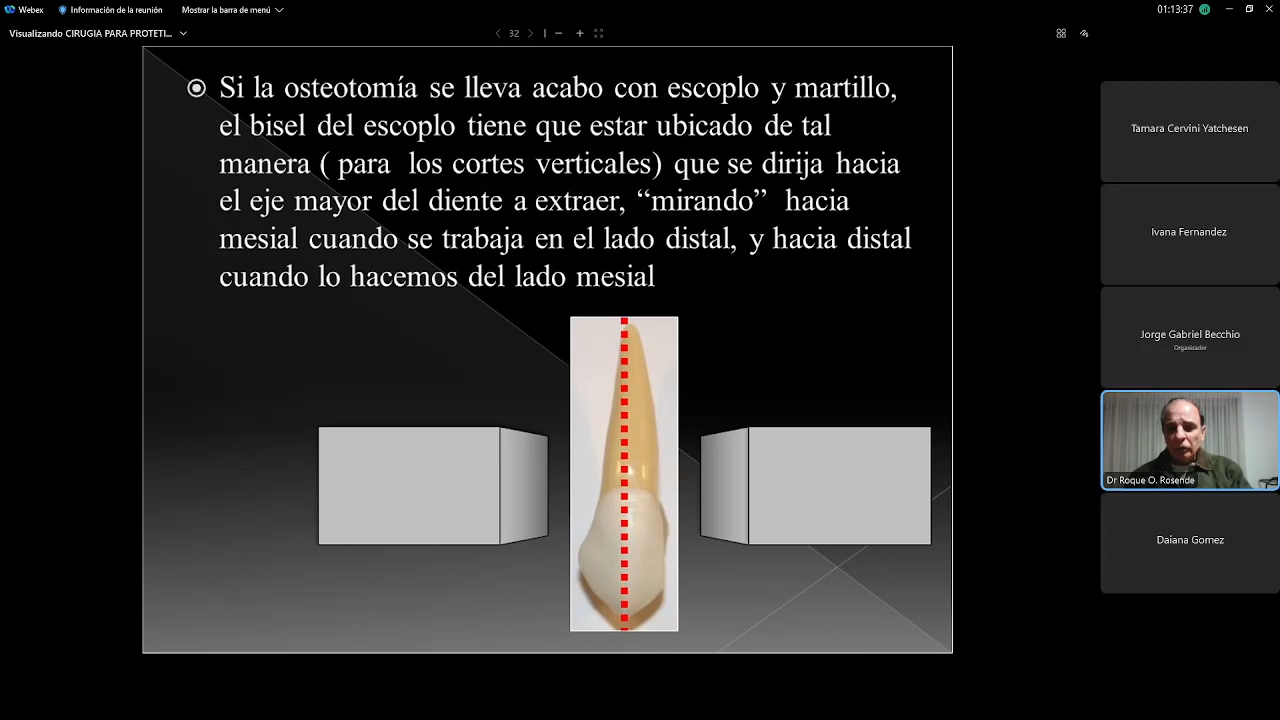 Webex
Información de la reunión
Mostrar la barra de menú
01:13:37
Visualizando CIRUGIA PARA PROTETI...
32
Si la osteotomía se lleva acabo con escoplo y martillo,
el bisel del escoplo tiene que estar ubicado de tal
manera ( para los cortes verticales) que se dirija hacia
el eje mayor del diente a extraer, “mirando” hacia
mesial cuando se trabaja en el lado distal, y hacia distal
cuando lo hacemos del lado mesial
Tamara Cervini Yatchesen
Ivana Fernandez
Jorge Gabriel Becchio
Organizador
Dr Roque O. Rosende
Daiana Gomez